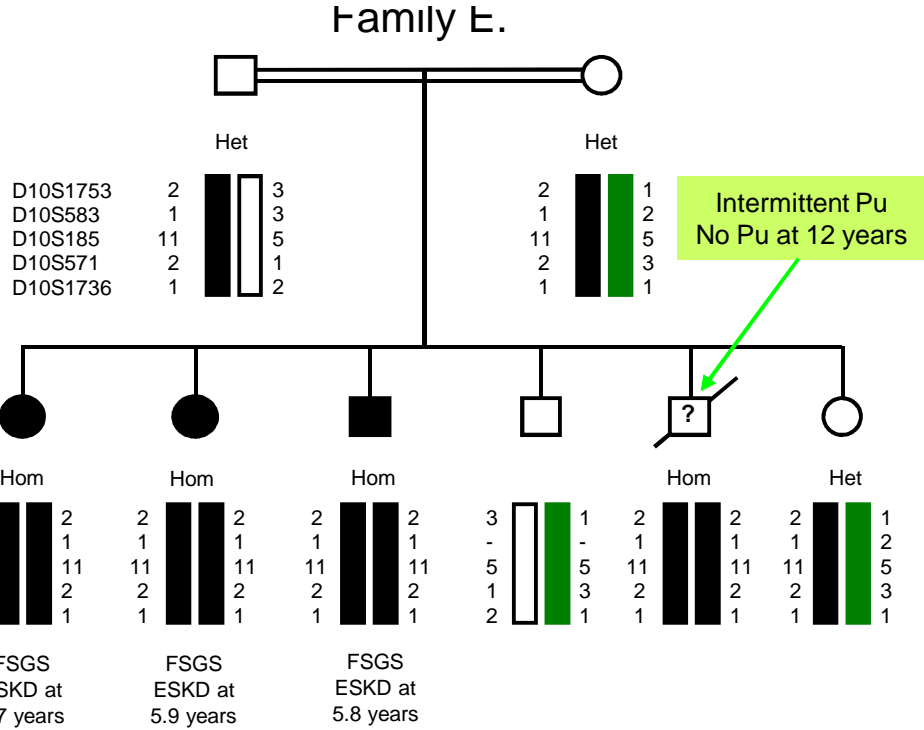 Family E.
Het
Het
D10S1753 2 3 2 1
D10S583 1 3 1 2
D10S185 11 5 11 5
D10S571 2 1 2 3
D10S1736 1 2 1 1
Intermittent Pu
No Pu at 12 years
?
Hom Hom Hom Hom Het
2 2 2 2 2 3 1 2 2 2 1
1 1 1 1 1 - - 1 1 1 2
11 11 11 11 11 5 5 11 11 11 5
2 2 2 2 2 1 3 2 2 2 3
1 1 1 1 1 2 1 1 1 1 1
FSGS FSGS FSGS
ESKD at ESKD at ESKD at
7 years 5.9 years 5.8 years